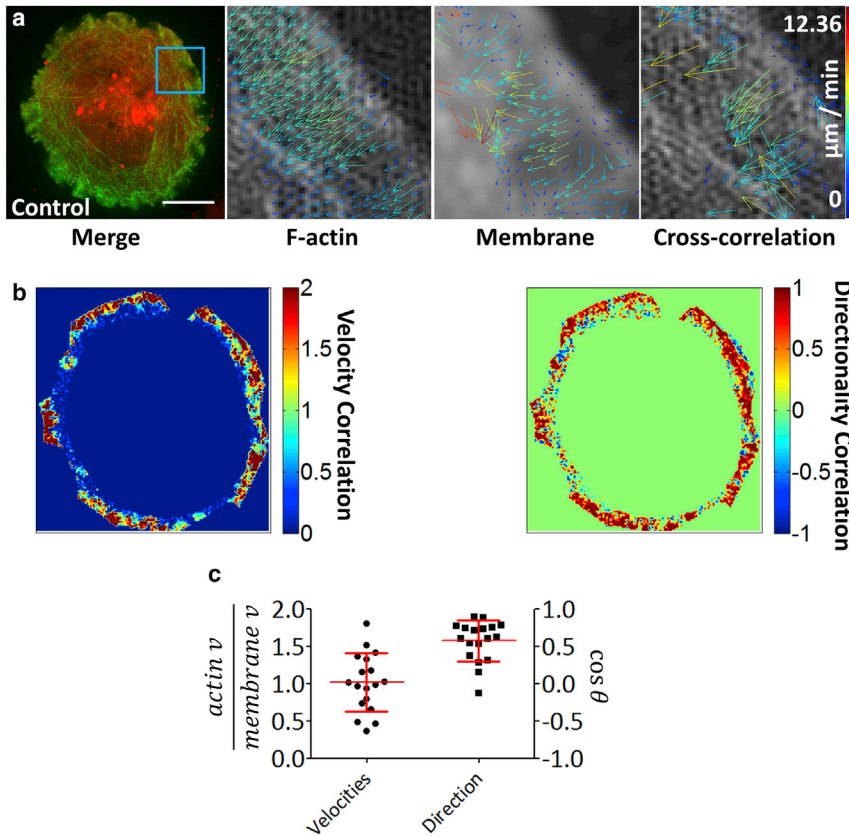 a
Control
12.36
μm / min
0
Merge
F-actin
Membrane
Cross-correlation
b
2
1.5
1
0.5
0
Velocity Correlation
1
0.5
0
-0.5
-1
Directionality Correlation
c
actin v
membrane v
2.0
1.5
1.0
0.5
0.0
1.0
0.5
0.0
-0.5
-1.0
cos θ
Velocities
Direction